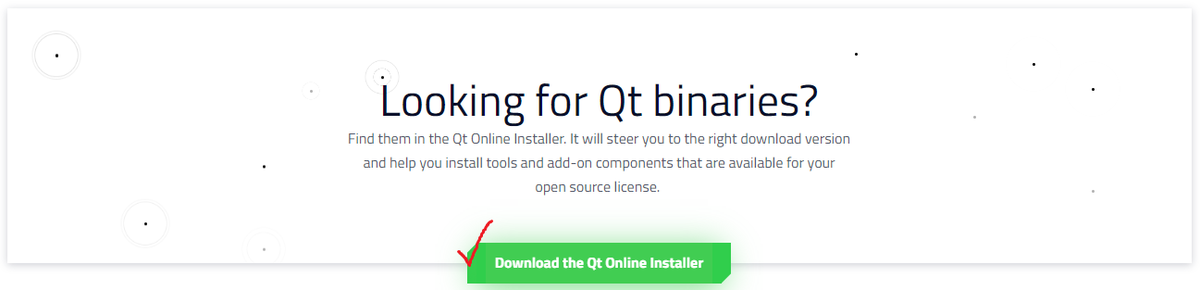 Looking for Qt binaries?
Find them in the Qt Online Installer. It will steer you to the right download version
and help you install tools and add-on components that are available for your
open source license.
Download the Qt Online Installer